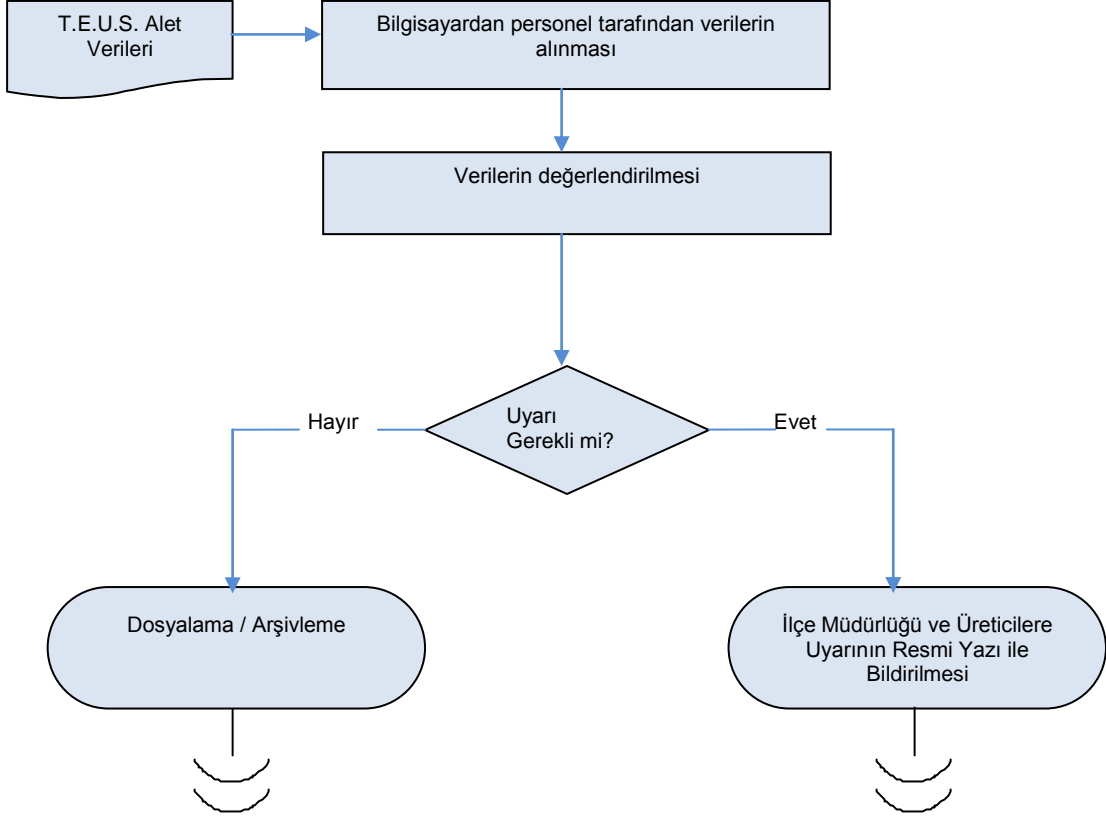 T.E.U.S. Alet
Verileri
Bilgisayardan personel tarafından verilerin
alınması
Verilerin değerlendirilmesi
Uyarı
Gerekli mi?
Hayır
Evet
Dosyalama / Arşivleme
İlçe Müdürlüğü ve Üreticilere
Uyarının Resmi Yazı ile
Bildirilmesi